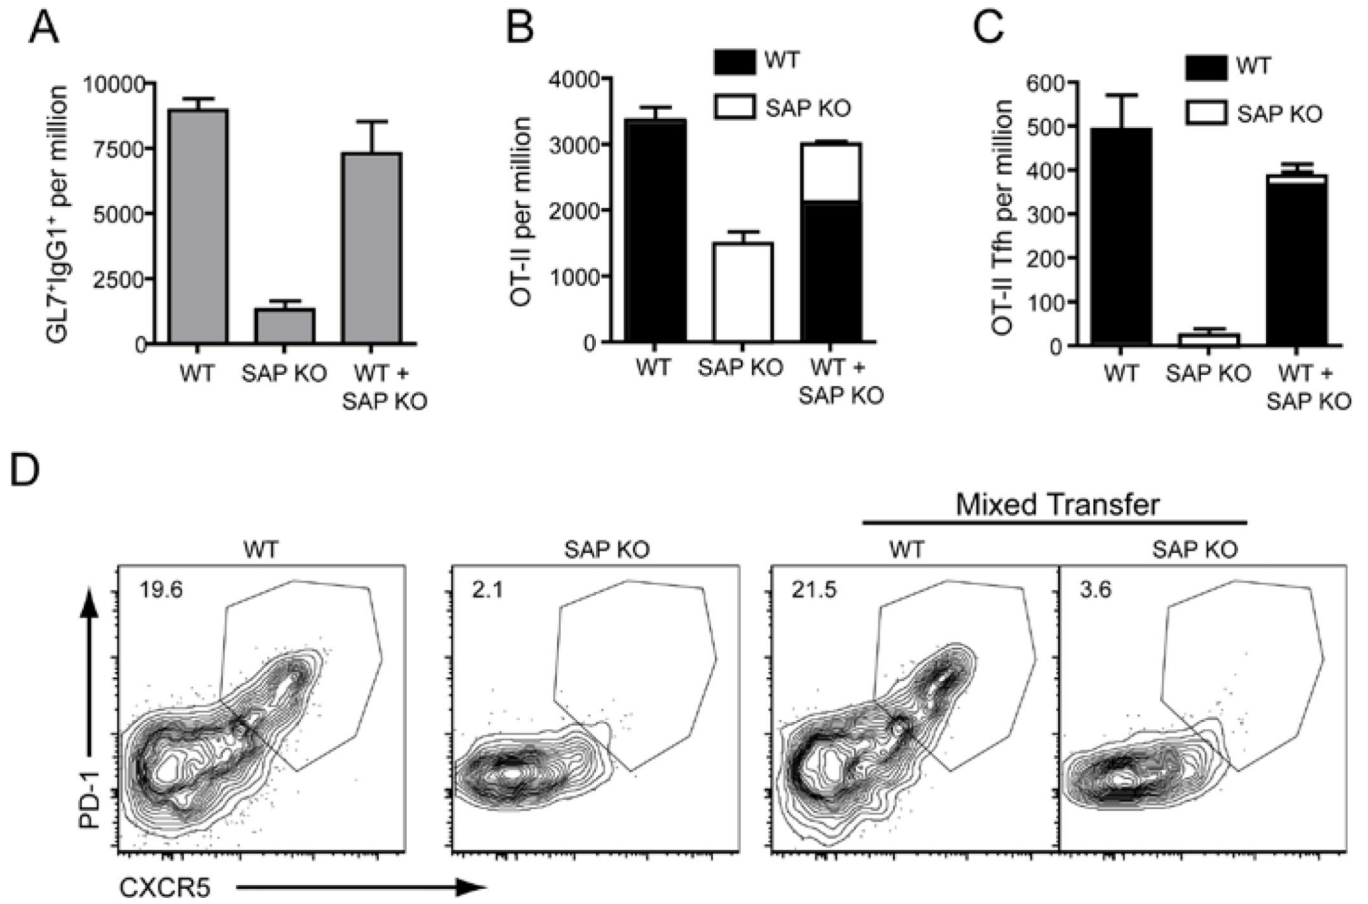 A
GL7+IgG1+ per million
10000
7500
5000
2500
0
WT
SAP KO
WT +
SAP KO
B
WT
SAP KO
OT-II per million
4000
3000
2000
1000
0
WT
SAP KO
WT +
SAP KO
C
WT
SAP KO
OT-II Tfh per million
600
500
400
300
200
100
0
WT
SAP KO
WT +
SAP KO
D
Mixed Transfer
WT
SAP KO
WT
SAP KO
19.6
2.1
21.5
3.6
PD-1
CXCR5